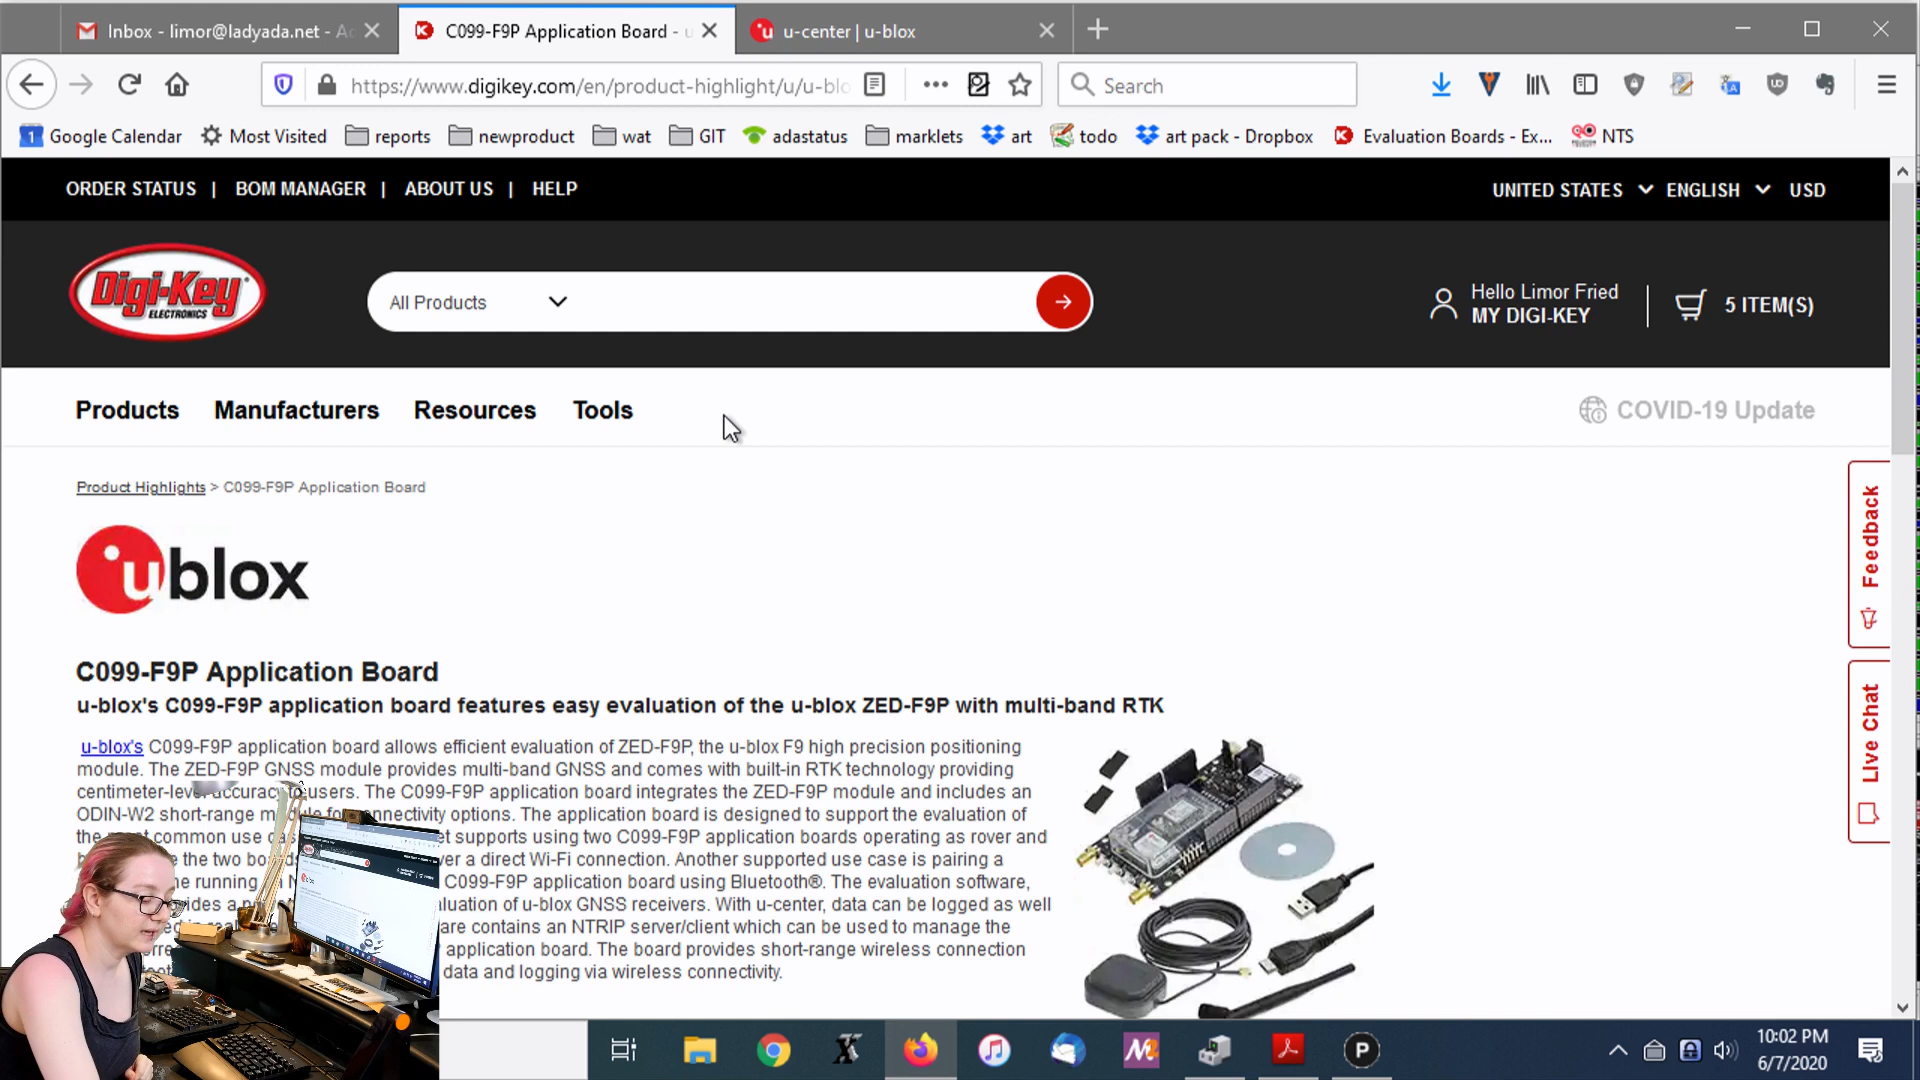 Inbox - limor@ladyada.net - A
C099-F9P Application Board - u
u-center | u-blox
https://www.digikey.com/en/product-highlight/u/u-blo
Search
Google Calendar
Most Visited
reports
newproduct
wat
GIT
adastatus
marklets
art
todo
art pack - Dropbox
Evaluation Boards - Ex...
NTS
ORDER STATUS | BOM MANAGER | ABOUT US | HELP
UNITED STATES ENGLISH USD
Digi-Key
ELECTRONICS
All Products
Hello Limor Fried
MY DIGI-KEY
5 ITEM(S)
Products Manufacturers Resources Tools
COVID-19 Update
Product Highlights > C099-F9P Application Board
Feedback
Live Chat
ublox
C099-F9P Application Board
u-blox's C099-F9P application board features easy evaluation of the u-blox ZED-F9P with multi-band RTK
u-blox's C099-F9P application board allows efficient evaluation of ZED-F9P, the u-blox F9 high precision positioning
module. The ZED-F9P GNSS module provides multi-band GNSS and comes with built-in RTK technology providing
centimeter-level accuracy to users. The C099-F9P application board integrates the ZED-F9P module and includes an
ODIN-W2 short-range module for connectivity options. The application board is designed to support the evaluation of
the most common use supports using two C099-F9P application boards operating as rover and
the two over a direct Wi-Fi connection. Another supported use case is pairing a
running C099-F9P application board using Bluetooth®. The evaluation software,
of u-blox GNSS receivers. With u-center, data can be logged as well
contains an NTRIP server/client which can be used to manage the
application board. The board provides short-range wireless connection
data and logging via wireless connectivity.
10:02 PM
6/7/2020